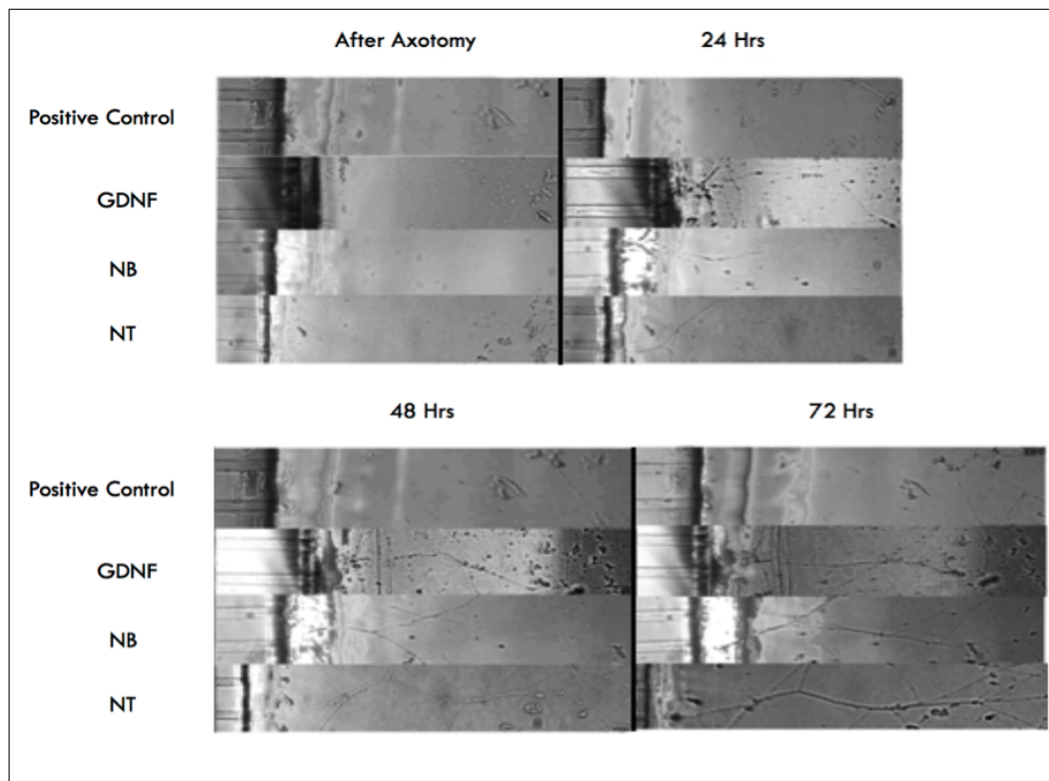 After Axotomy 24 Hrs
Positive Control
GDNF
NB
NT
48 Hrs 72 Hrs
Positive Control
GDNF
NB
NT